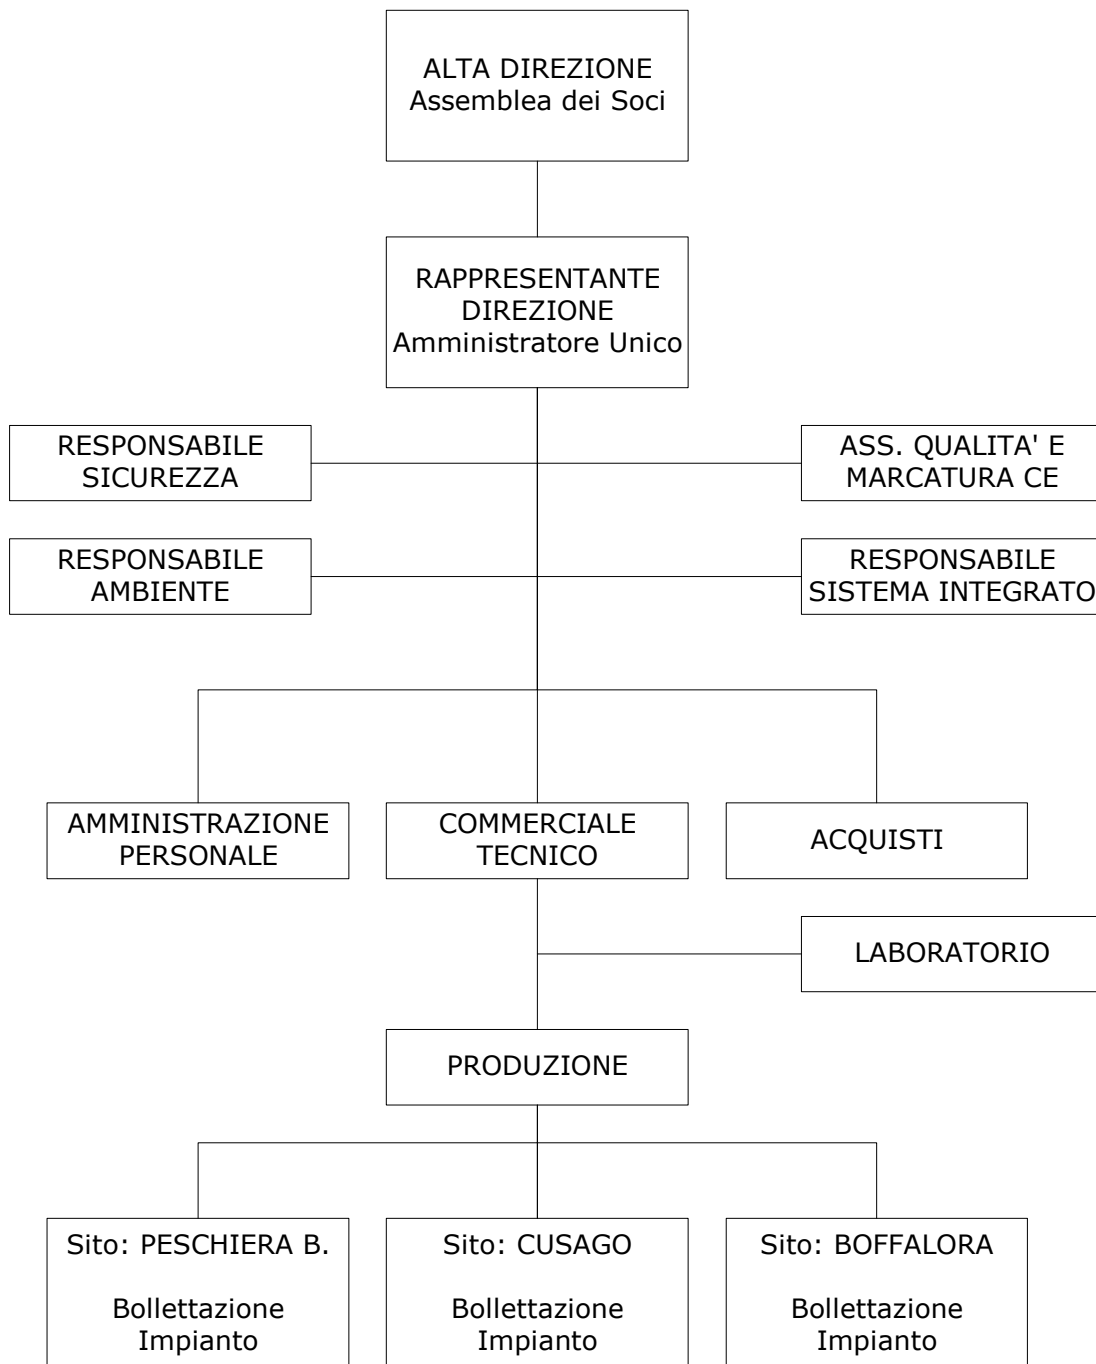 ALTA DIREZIONE
Assemblea dei Soci
RAPPRESENTANTE
DIREZIONE
Amministratore Unico
RESPONSABILE
SICUREZZA
ASS. QUALITA' E
MARCATURA CE
RESPONSABILE
AMBIENTE
RESPONSABILE
SISTEMA INTEGRATO
AMMINISTRAZIONE
PERSONALE
COMMERCIALE
TECNICO
ACQUISTI
LABORATORIO
PRODUZIONE
Sito: PESCHIERA B.
Bollettazione
Impianto
Sito: CUSAGO
Bollettazione
Impianto
Sito: BOFFALORA
Bollettazione
Impianto